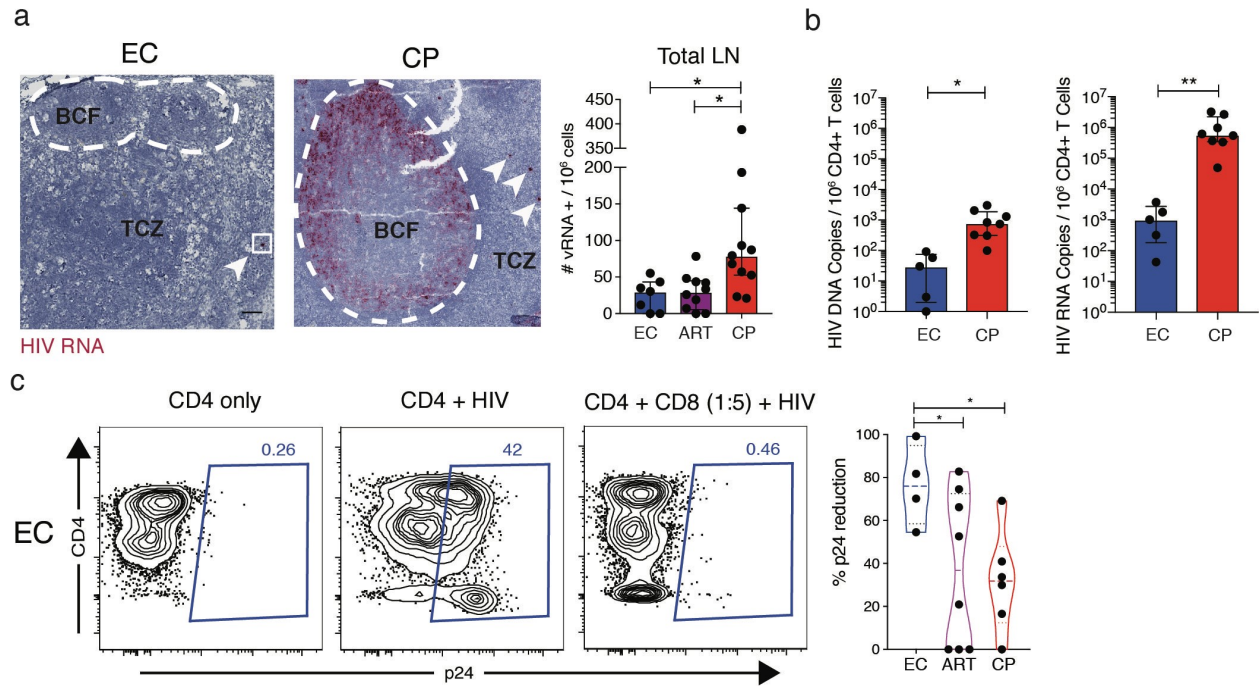 a
EC
BCF
TCZ
HIV RNA
CP
BCF
TCZ
Total LN
*
*
# vRNA + / 10⁶ cells
450
400
350
200
150
100
50
0
EC ART CP
b
*
HIV DNA Copies / 10⁶ CD4+ T Cells
10⁷
10⁶
10⁵
10⁴
10³
10²
10¹
10⁰
EC CP
**
HIV RNA Copies / 10⁶ CD4+ T Cells
10⁷
10⁶
10⁵
10⁴
10³
10²
10¹
10⁰
EC CP
c
CD4 only
CD4 + HIV
CD4 + CD8 (1:5) + HIV
0.26
42
0.46
EC
CD4
p24
*
*
% p24 reduction
100
80
60
40
20
0
EC ART CP